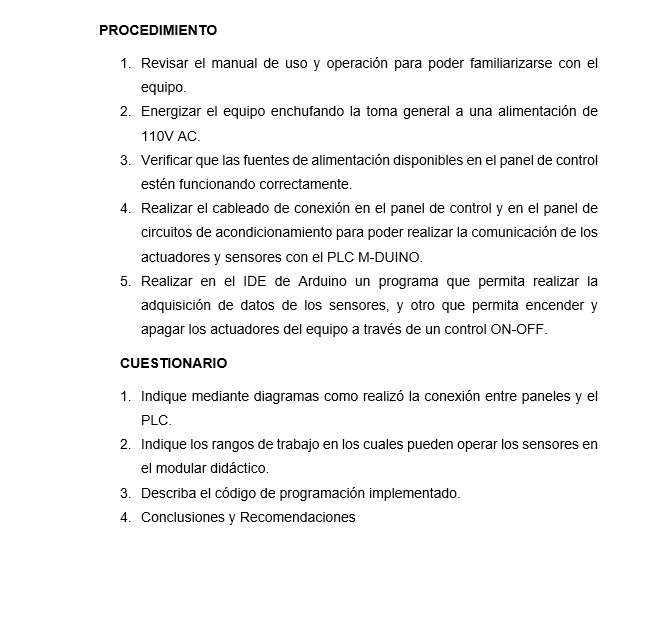 PROCEDIMIENTO
1. Revisar el manual de uso y operación para poder familiarizarse con el
equipo.
2. Energizar el equipo enchufando la toma general a una alimentación de
110V AC.
3. Verificar que las fuentes de alimentación disponibles en el panel de control
estén funcionando correctamente.
4. Realizar el cableado de conexión en el panel de control y en el panel de
circuitos de acondicionamiento para poder realizar la comunicación de los
actuadores y sensores con el PLC M-DUINO.
5. Realizar en el IDE de Arduino un programa que permita realizar la
adquisición de datos de los sensores, y otro que permita encender y
apagar los actuadores del equipo a través de un control ON-OFF.
CUESTIONARIO
1. Indique mediante diagramas como realizó la conexión entre paneles y el
PLC.
2. Indique los rangos de trabajo en los cuales pueden operar los sensores en
el modular didáctico.
3. Describa el código de programación implementado.
4. Conclusiones y Recomendaciones